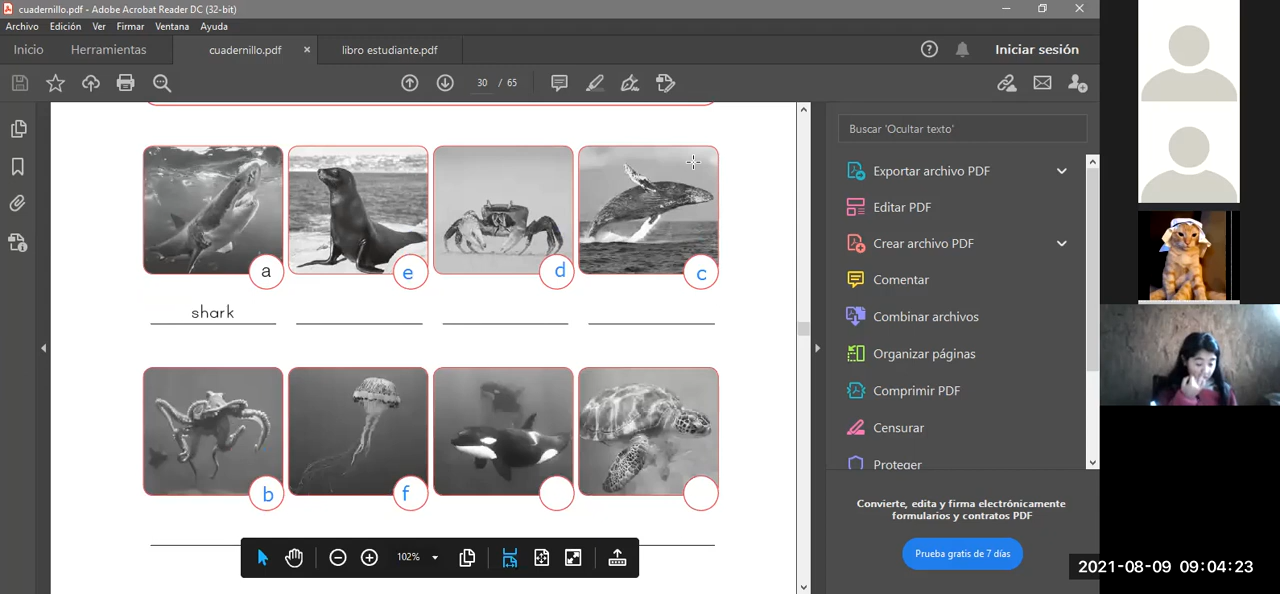 cuadernillo.pdf - Adobe Acrobat Reader DC (32-bit)
Archivo Edición Ver Firmar Ventana Ayuda
Inicio Herramientas cuadernillo.pdf × libro estudiante.pdf Iniciar sesión
30 / 65
Buscar 'Ocultar texto'
Exportar archivo PDF
Editar PDF
Crear archivo PDF
Comentar
Combinar archivos
Organizar páginas
Comprimir PDF
Censurar
Proteger
Convierte, edita y firma electrónicamente
formularios y contratos PDF
Prueba gratis de 7 días
a e d c
shark
b f
102%
2021-08-09 09:04:23